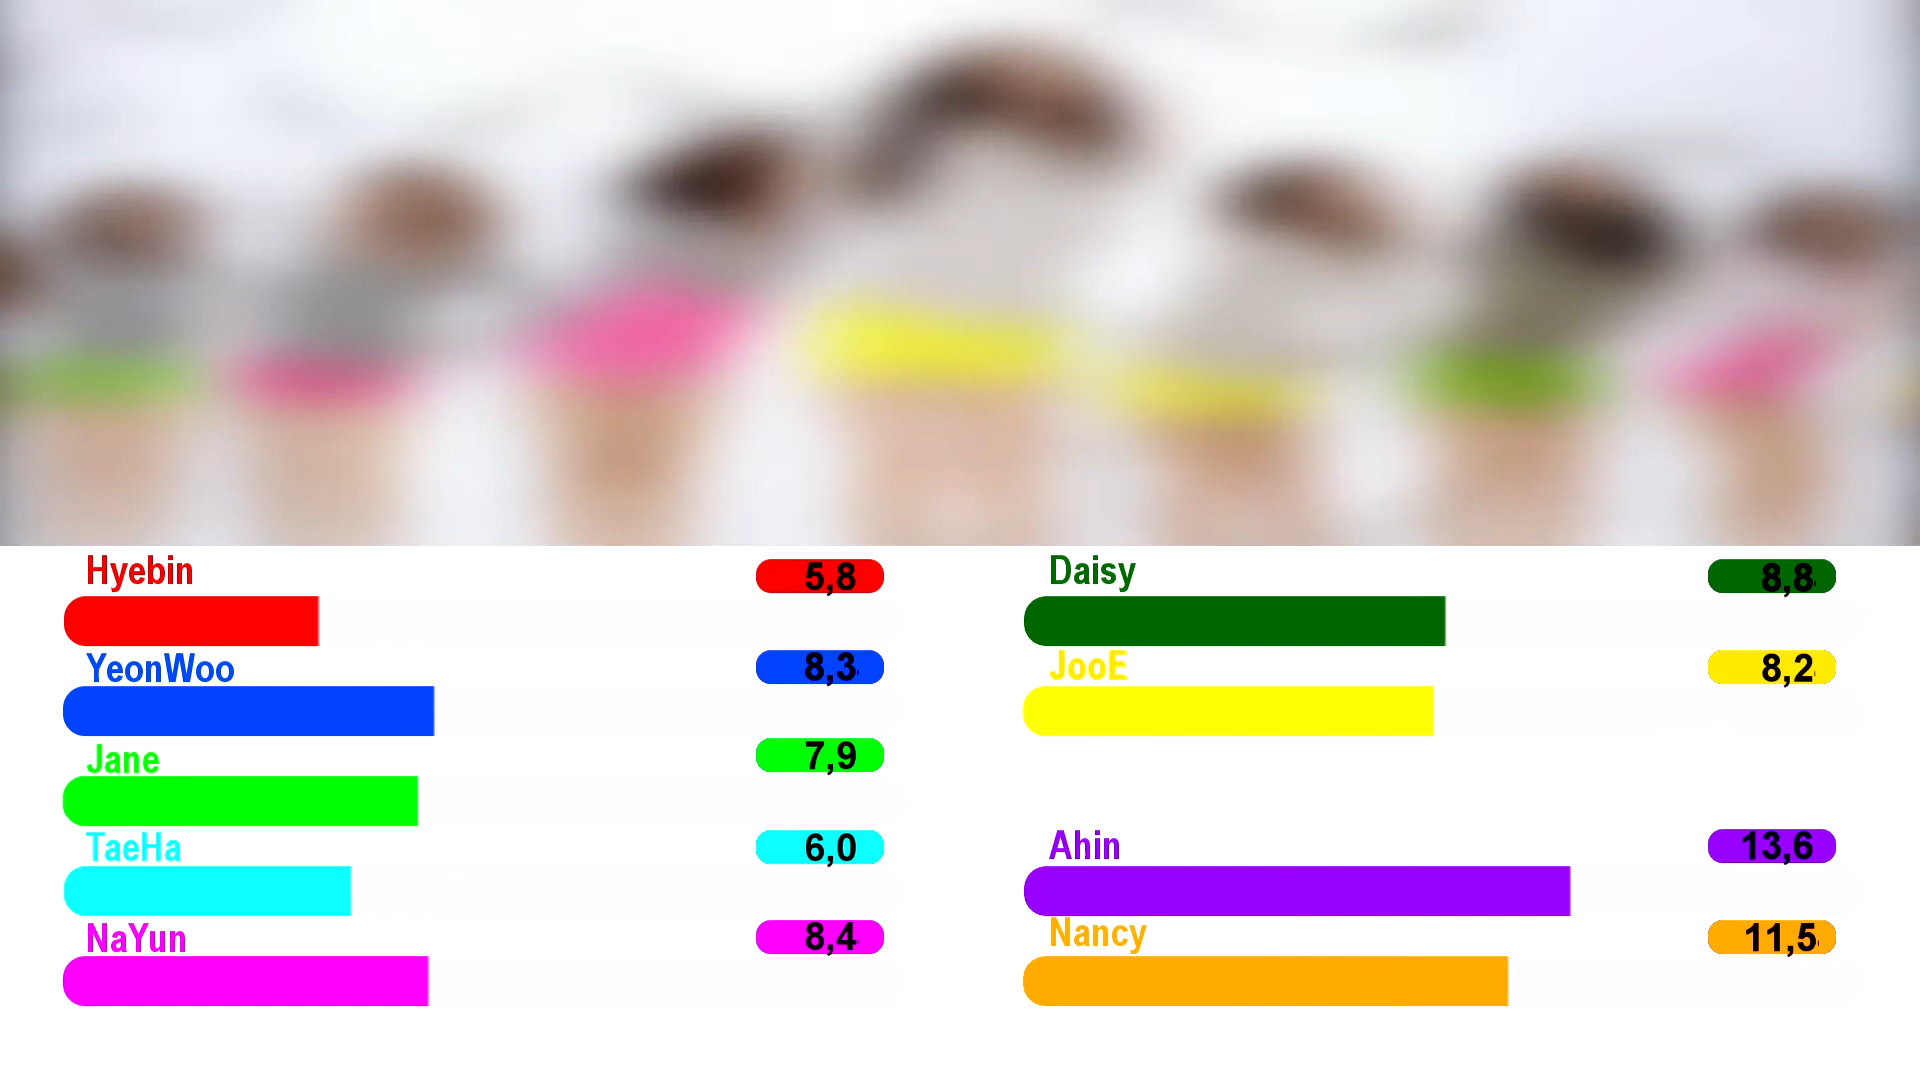 Hyebin 5,8
YeonWoo 8,3
Jane 7,9
TaeHa 6,0
NaYun 8,4
Daisy 8,8
JooE 8,2
Ahin 13,6
Nancy 11,5